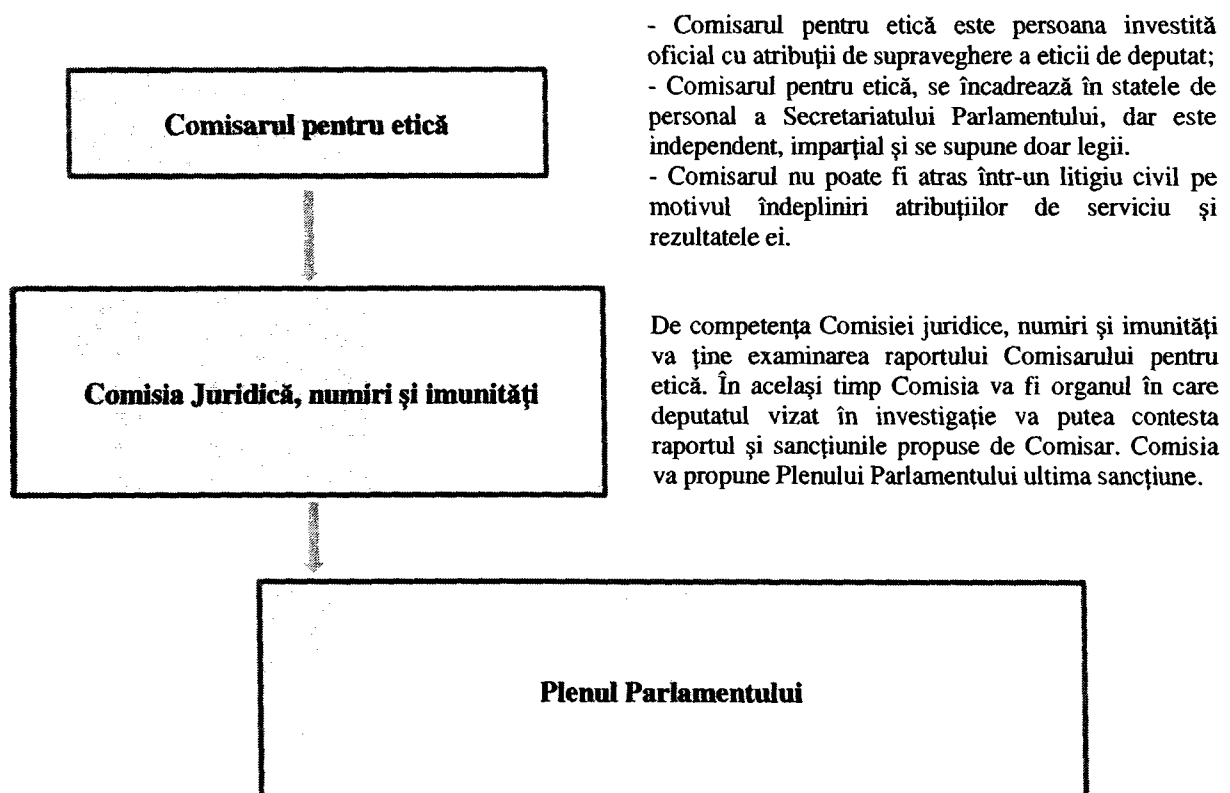 - Comisarul pentru etică este persoana investită
oficial cu atribuții de supraveghere a eticii de deputat;
- Comisarul pentru etică, se încadrează în statele de
personal a Secretariatului Parlamentului, dar este
independent, imparțial și se supune doar legii.
- Comisarul nu poate fi atras într-un litigiu civil pe
motivul îndepliniri atribuțiilor de serviciu și
rezultatele ei.
Comisarul pentru etică
De competența Comisiei juridice, numiri și imunități
va ține examinarea raportului Comisarului pentru
etică. În același timp Comisia va fi organul în care
deputatul vizat în investigație va putea contesta
raportul și sancțiunile propuse de Comisar. Comisia
va propune Plenului Parlamentului ultima sancțiune.
Comisia Juridică, numiri și imunități
Plenul Parlamentului